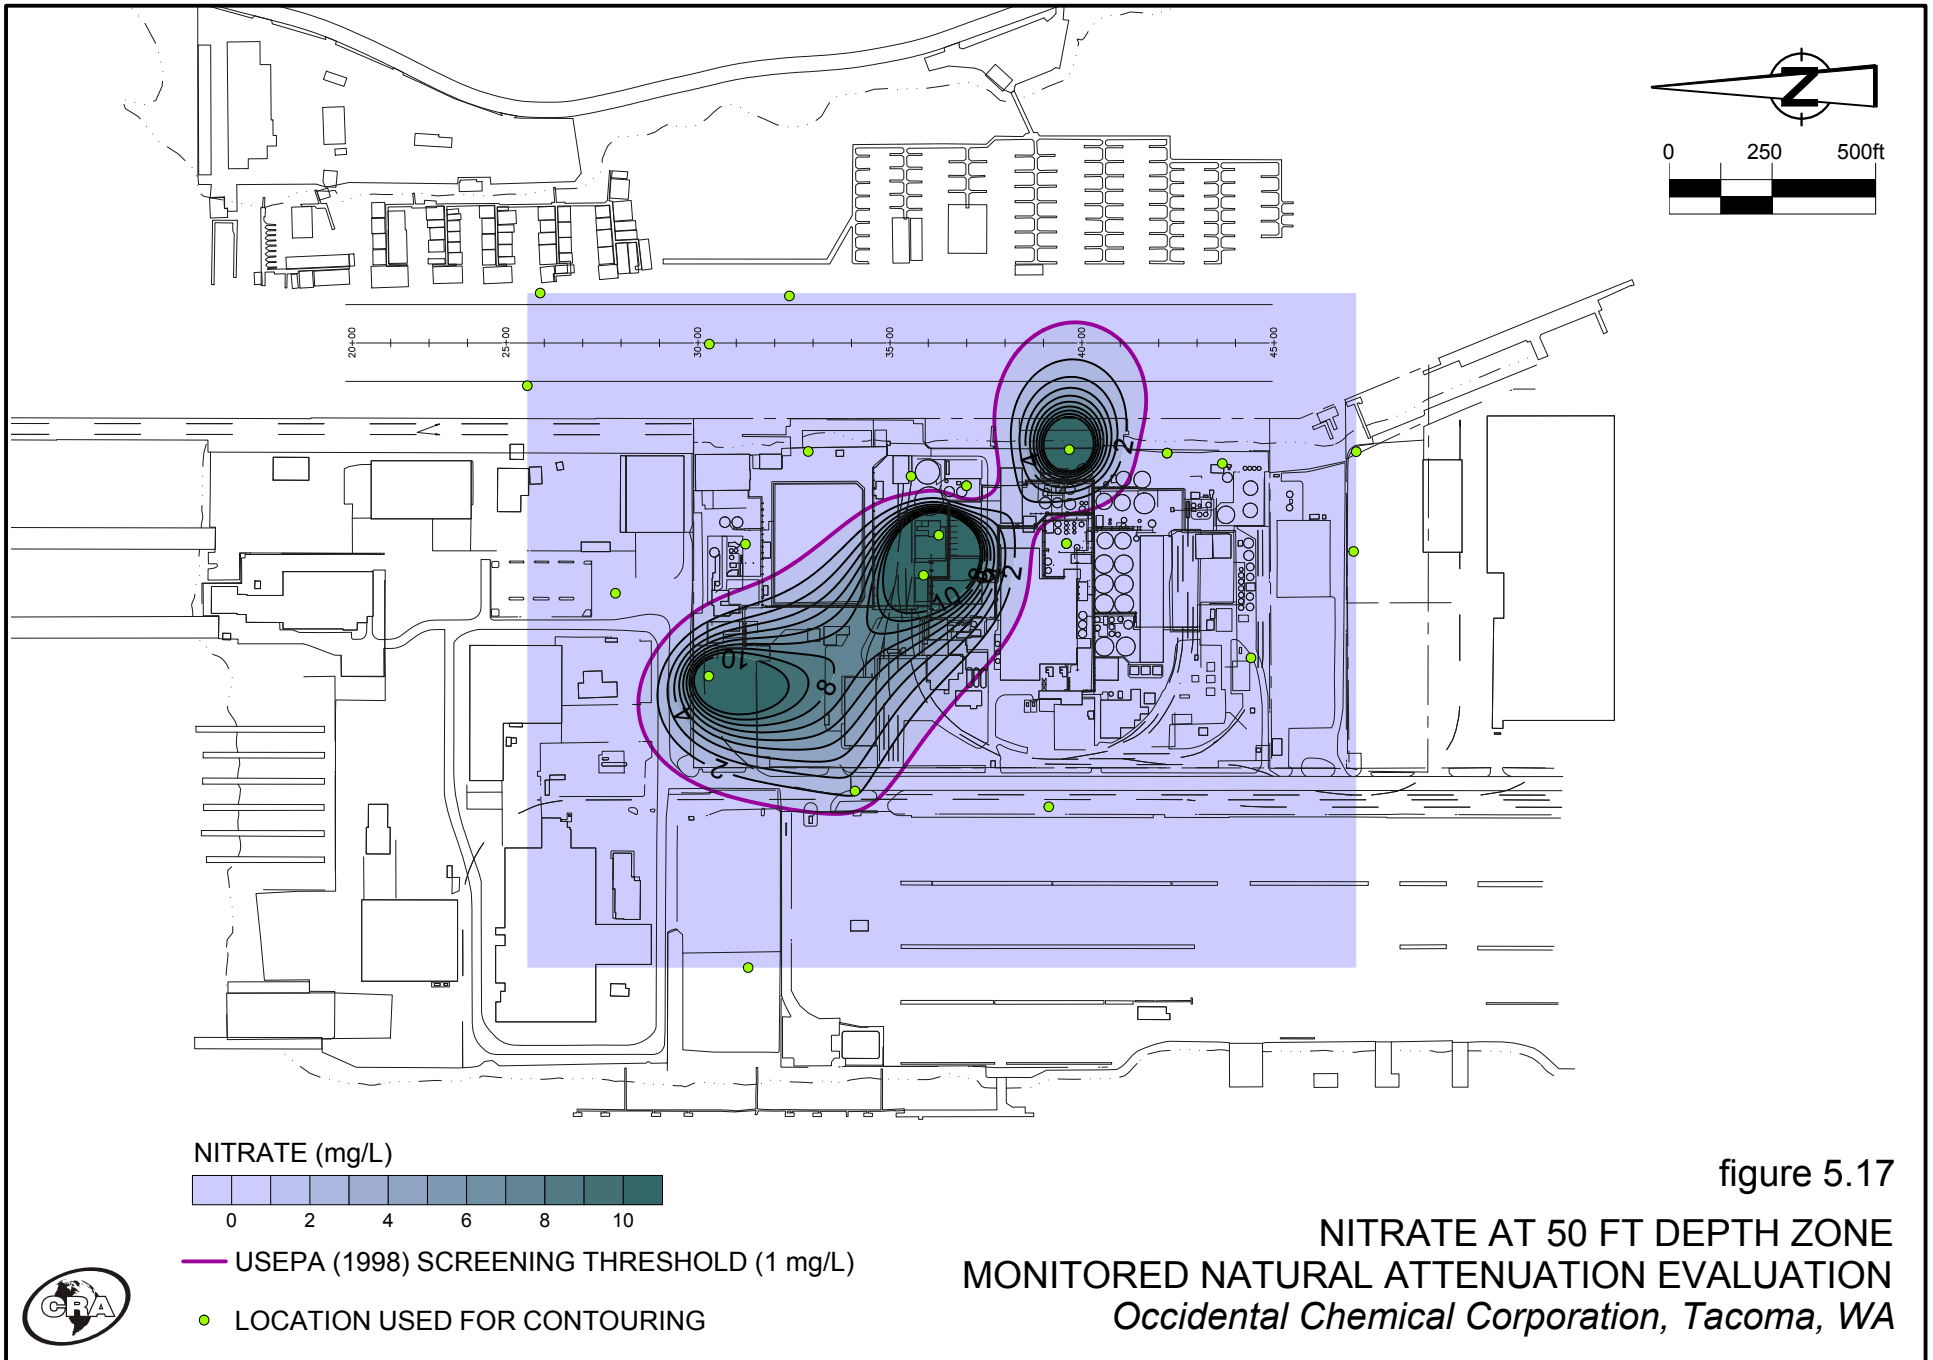 Z
0 250 500ft
20+00 25+00 30+00 35+00 40+00 45+00
2
4
8
6
2
10
10
8
4
2
NITRATE (mg/L)
0 2 4 6 8 10
USEPA (1998) SCREENING THRESHOLD (1 mg/L)
LOCATION USED FOR CONTOURING
CRA
figure 5.17
NITRATE AT 50 FT DEPTH ZONE
MONITORED NATURAL ATTENUATION EVALUATION
Occidental Chemical Corporation, Tacoma, WA